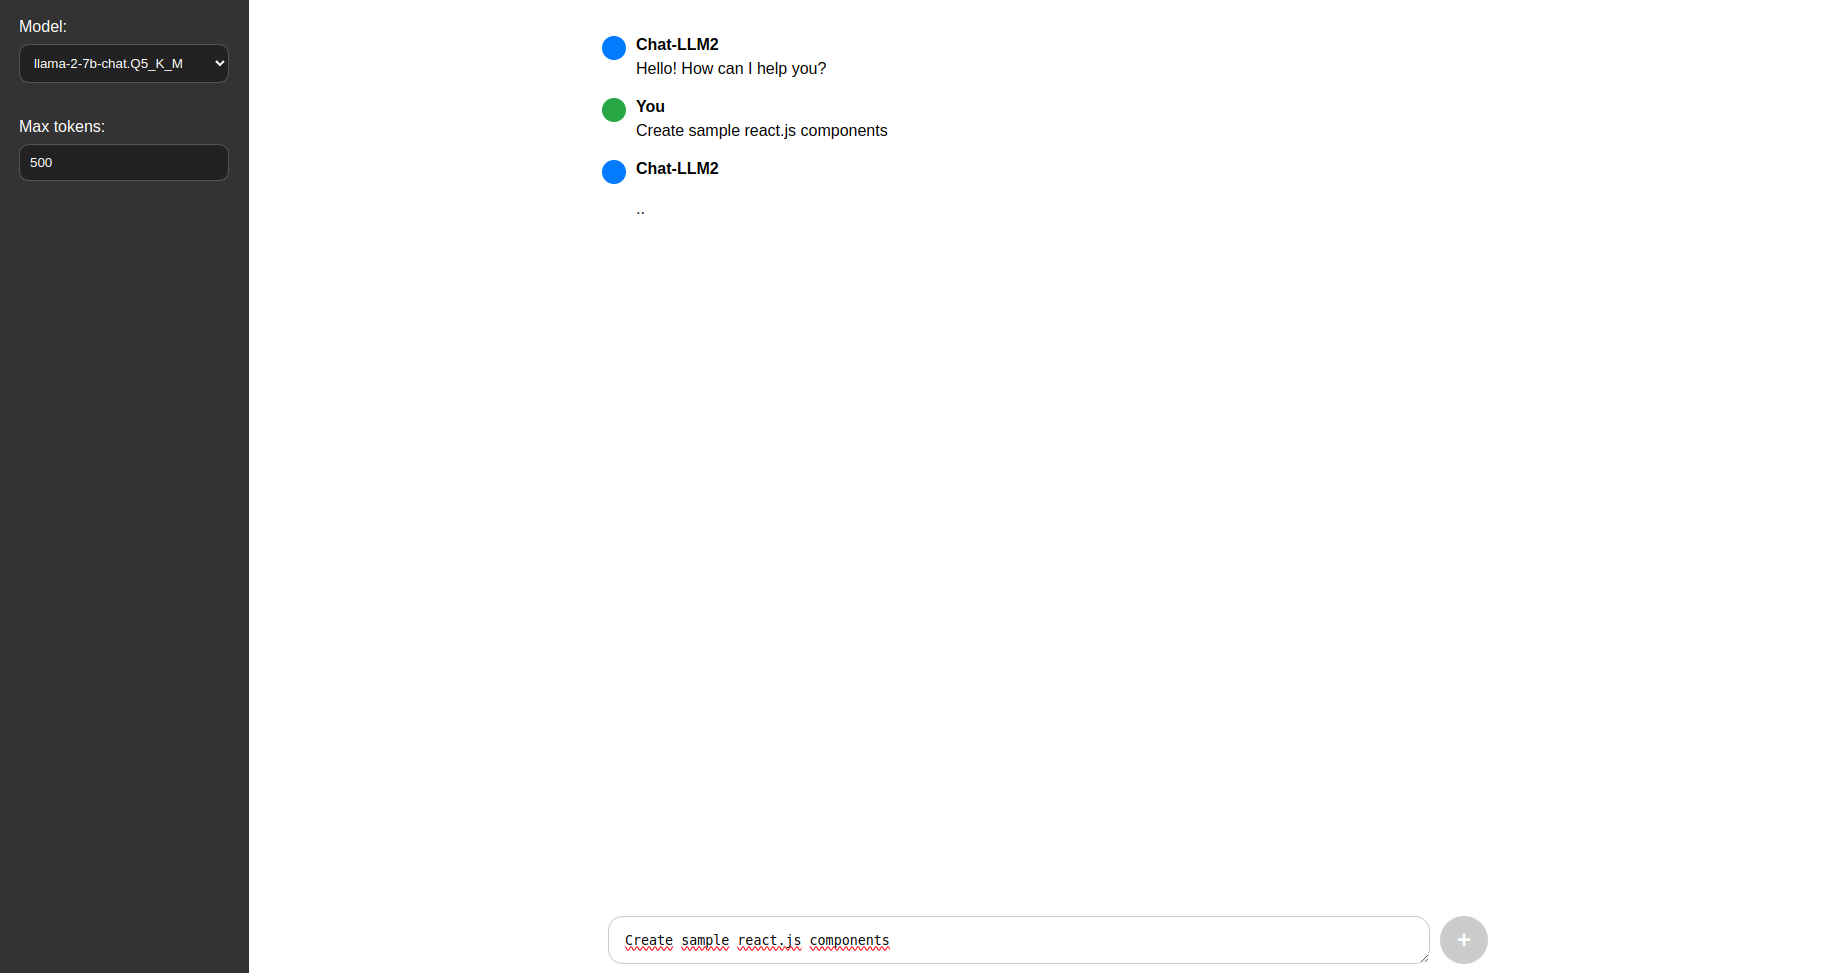 Model:
llama-2-7b-chat.Q5_K_M
Max tokens:
500
Chat-LLM2
Hello! How can I help you?
You
Create sample react.js components
Chat-LLM2
..
Create sample react.js components
+